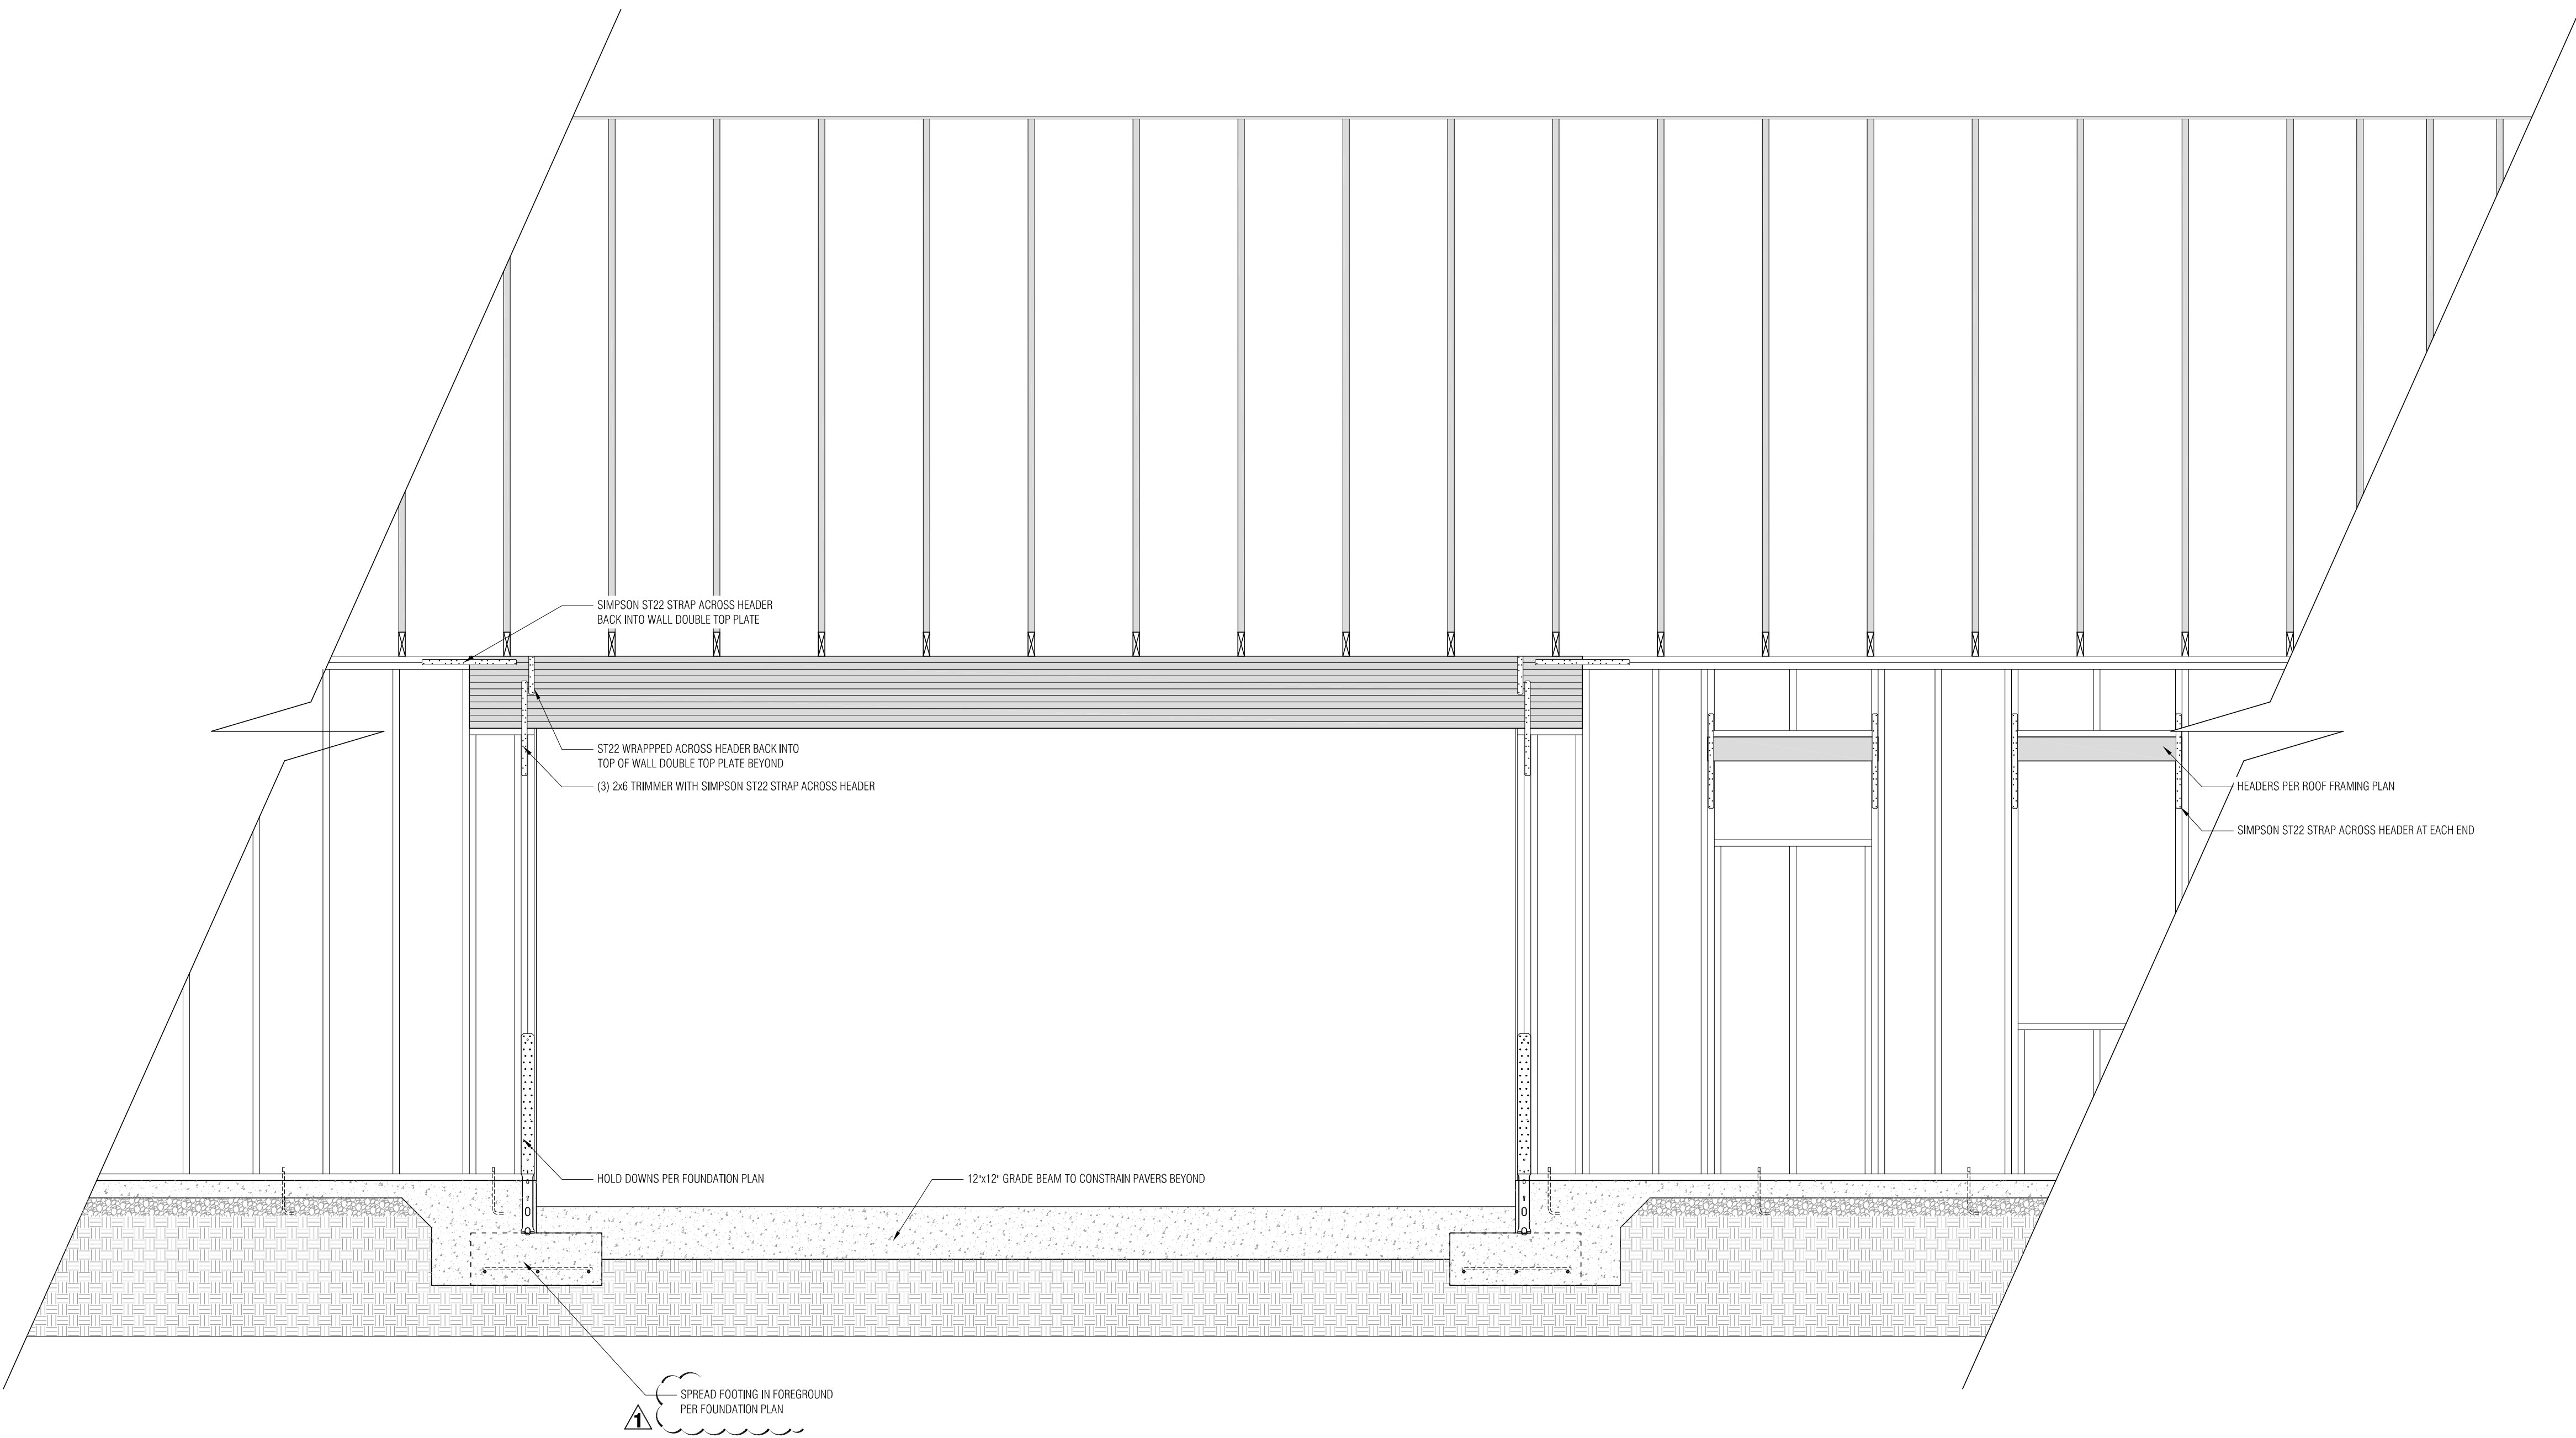 SIMPSON ST22 STRAP ACROSS HEADER
BACK INTO WALL DOUBLE TOP PLATE
ST22 WRAPPPED ACROSS HEADER BACK INTO
TOP OF WALL DOUBLE TOP PLATE BEYOND
(3) 2x6 TRIMMER WITH SIMPSON ST22 STRAP ACROSS HEADER
HEADERS PER ROOF FRAMING PLAN
SIMPSON ST22 STRAP ACROSS HEADER AT EACH END
HOLD DOWNS PER FOUNDATION PLAN
12"x12" GRADE BEAM TO CONSTRAIN PAVERS BEYOND
SPREAD FOOTING IN FOREGROUND
PER FOUNDATION PLAN
1